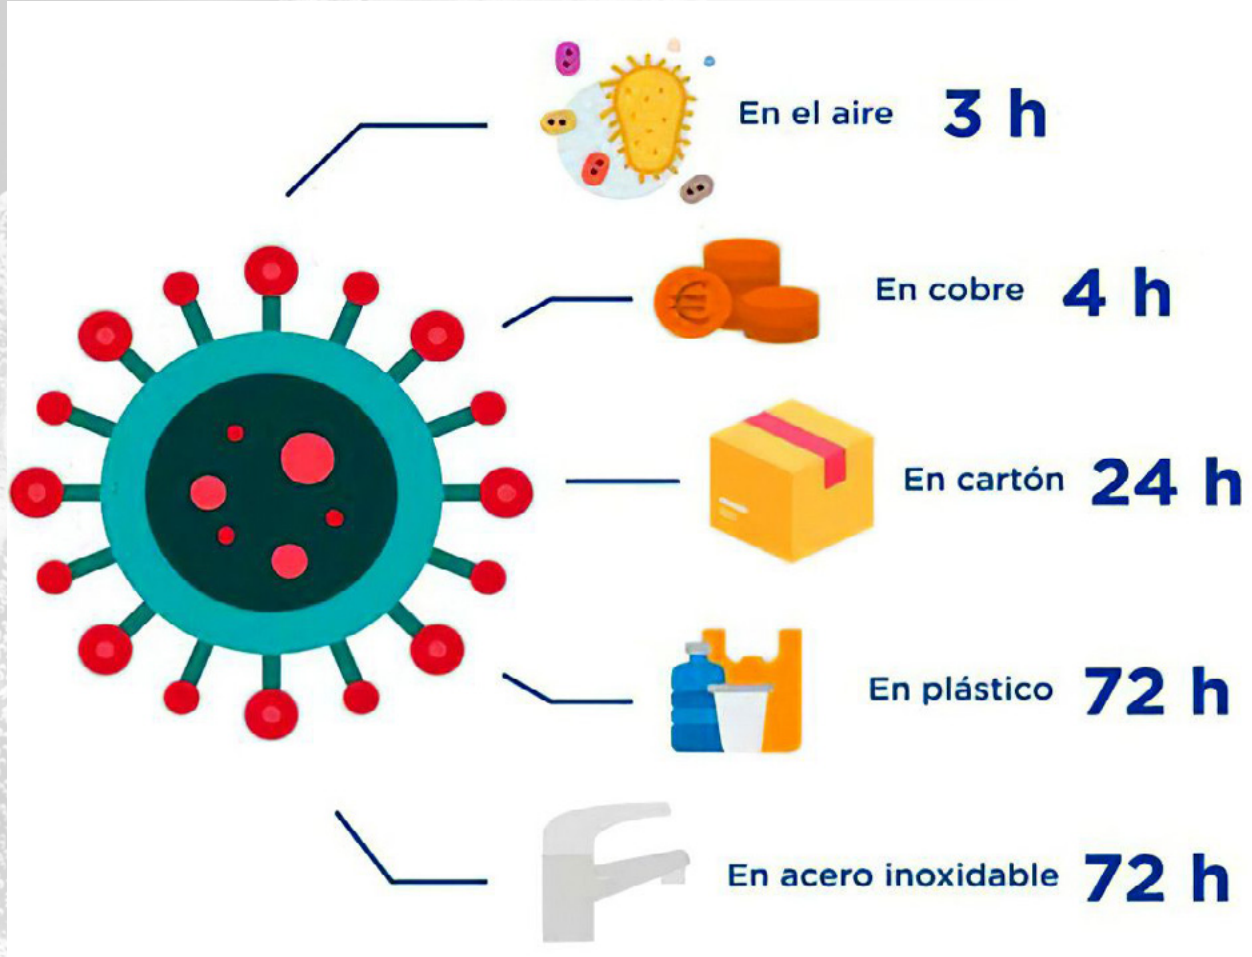 En el aire 3 h
En cobre 4 h
En cartón 24 h
En plástico 72 h
En acero inoxidable 72 h